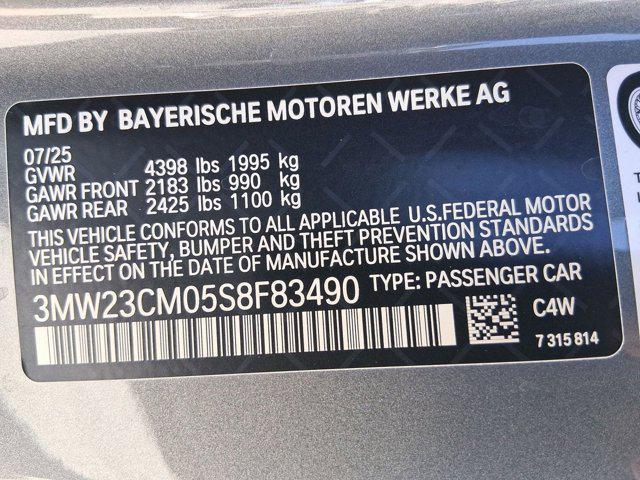 MFD BY BAYERISCHE MOTOREN WERKE AG
07/25
GVWR 4398 lbs 1995 kg
GAWR FRONT 2183 lbs 990 kg
GAWR REAR 2425 lbs 1100 kg
THIS VEHICLE CONFORMS TO ALL APPLICABLE U.S.FEDERAL MOTOR
VEHICLE SAFETY, BUMPER AND THEFT PREVENTION STANDARDS
IN EFFECT ON THE DATE OF MANUFACTURE SHOWN ABOVE.
3MW23CM05S8F83490 TYPE: PASSENGER CAR
C4W
7 315 814